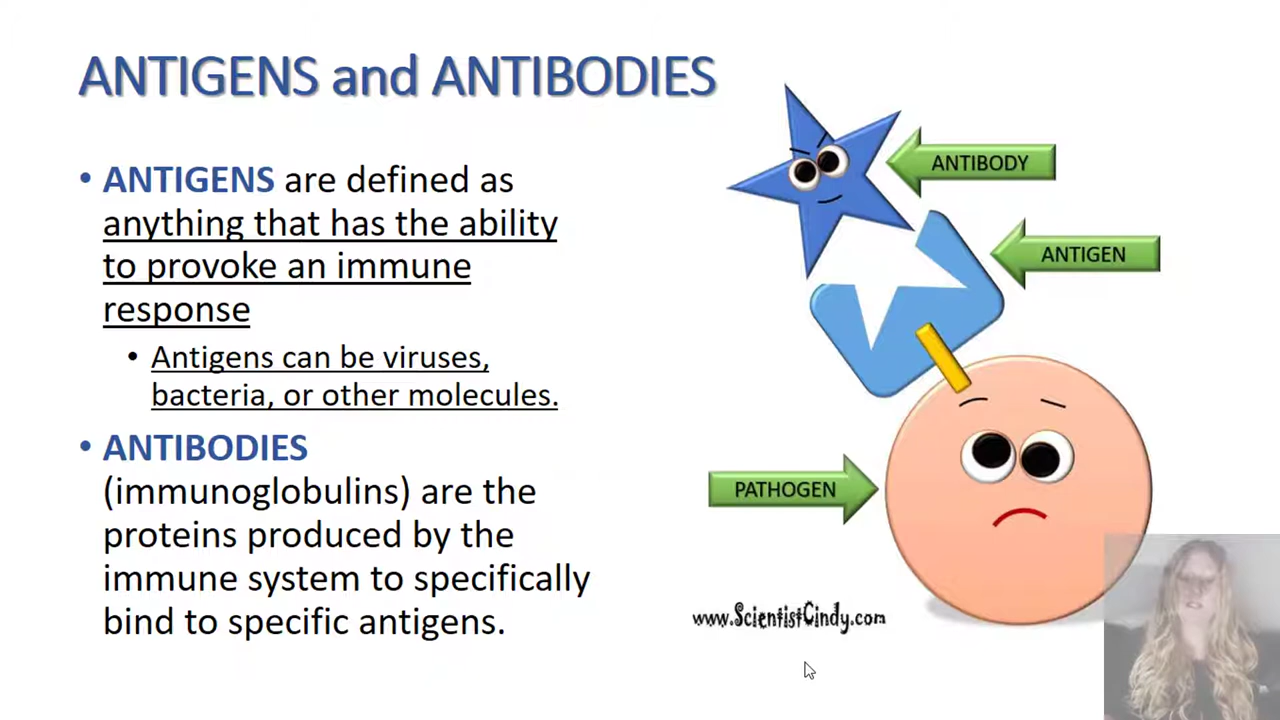 ANTIGENS and ANTIBODIES
• ANTIGENS are defined as
anything that has the ability
to provoke an immune
response
• Antigens can be viruses,
bacteria, or other molecules.
• ANTIBODIES
(immunoglobulins) are the
proteins produced by the
immune system to specifically
bind to specific antigens.
ANTIBODY
ANTIGEN
PATHOGEN
www.ScientistCindy.com